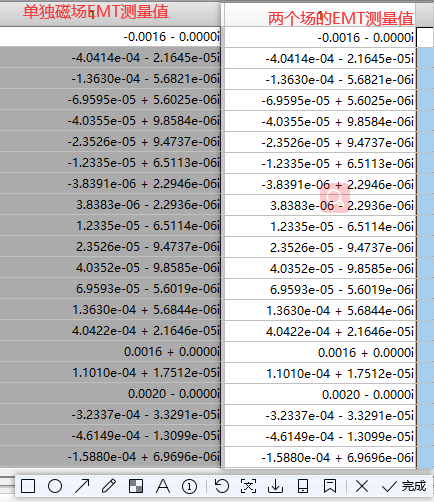 单独磁场EMT测量值
两个场的EMT测量值
-0.0016 - 0.0000i -0.0016 - 0.0000i
-4.0414e-04 - 2.1645e-05i -4.0414e-04 - 2.1645e-05i
-1.3630e-04 - 5.6821e-06i -1.3630e-04 - 5.6821e-06i
-6.9595e-05 + 5.6025e-06i -6.9595e-05 + 5.6025e-06i
-4.0355e-05 + 9.8584e-06i -4.0355e-05 + 9.8584e-06i
-2.3526e-05 + 9.4737e-06i -2.3526e-05 + 9.4737e-06i
-1.2335e-05 + 6.5113e-06i -1.2335e-05 + 6.5113e-06i
-3.8391e-06 + 2.2946e-06i -3.8391e-06 + 2.2946e-06i
3.8383e-06 - 2.2936e-06i 3.8383e-06 - 2.2936e-06i
1.2335e-05 - 6.5114e-06i 1.2335e-05 - 6.5114e-06i
2.3526e-05 - 9.4737e-06i 2.3526e-05 - 9.4737e-06i
4.0352e-05 - 9.8585e-06i 4.0352e-05 - 9.8585e-06i
6.9593e-05 - 5.6019e-06i 6.9593e-05 - 5.6019e-06i
1.3630e-04 + 5.6844e-06i 1.3630e-04 + 5.6844e-06i
4.0422e-04 + 2.1646e-05i 4.0422e-04 + 2.1646e-05i
0.0016 + 0.0000i 0.0016 + 0.0000i
1.1010e-04 + 1.7512e-05i 1.1010e-04 + 1.7512e-05i
0.0020 - 0.0000i 0.0020 - 0.0000i
-3.2337e-04 - 3.3291e-05i -3.2337e-04 - 3.3291e-05i
-4.6149e-04 - 1.3099e-05i -4.6149e-04 - 1.3099e-05i
-1.5880e-04 + 6.9696e-06i -1.5880e-04 + 6.9696e-06i
完成